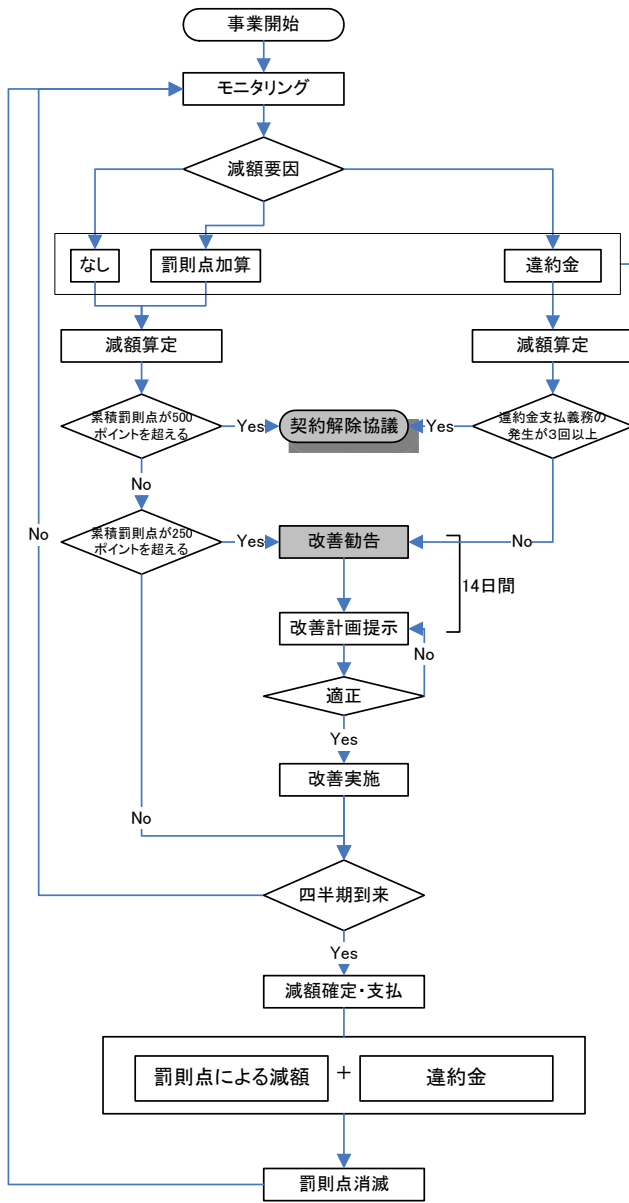 事業開始
モニタリング
減額要因
なし
罰則点加算
違約金
減額算定
減額算定
累積罰則点が500
ポイントを超える
Yes
契約解除協議
Yes
違約金支払義務の
発生が3回以上
No
No
累積罰則点が250
ポイントを超える
Yes
改善勧告
No
14日間
改善計画提示
No
適正
Yes
改善実施
No
四半期到来
Yes
減額確定・支払
罰則点による減額
+
違約金
罰則点消滅